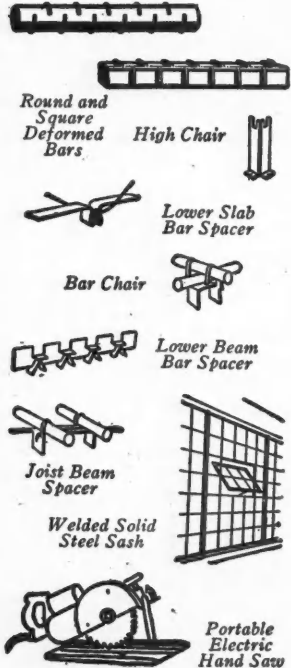 Round and
Square
Deformed
Bars
High Chair
Lower Slab
Bar Spacer
Bar Chair
Lower Beam
Bar Spacer
Joist Beam
Spacer
Welded Solid
Steel Sash
Portable
Electric
Hand Saw